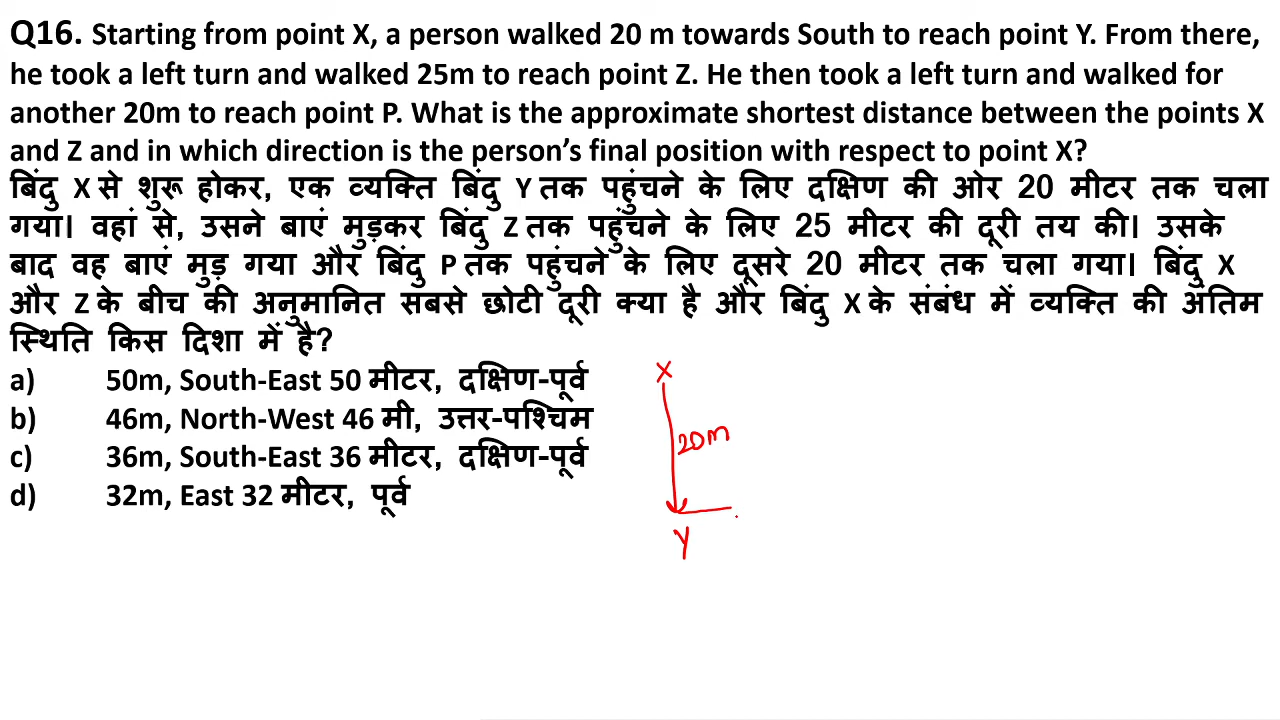 Q16. Starting from point X, a person walked 20 m towards South to reach point Y. From there,
he took a left turn and walked 25m to reach point Z. He then took a left turn and walked for
another 20m to reach point P. What is the approximate shortest distance between the points X
and Z and in which direction is the person's final position with respect to point X?
बिंदु X से शुरू होकर, एक व्यक्ति बिंदु Y तक पहुंचने के लिए दक्षिण की ओर 20 मीटर तक चला
गया। वहां से, उसने बाएं मुड़कर बिंदु Z तक पहुंचने के लिए 25 मीटर की दूरी तय की। उसके
बाद वह बाएं मुड़ गया और बिंदु P तक पहुंचने के लिए दूसरे 20 मीटर तक चला गया। बिंदु X
और Z के बीच की अनुमानित सबसे छोटी दूरी क्या है और बिंदु X के संबंध में व्यक्ति की अंतिम
स्थिति किस दिशा में है?
a) 50m, South-East 50 मीटर, दक्षिण-पूर्व
b) 46m, North-West 46 मी, उत्तर-पश्चिम
c) 36m, South-East 36 मीटर, दक्षिण-पूर्व
d) 32m, East 32 मीटर, पूर्व
X
20m
Y